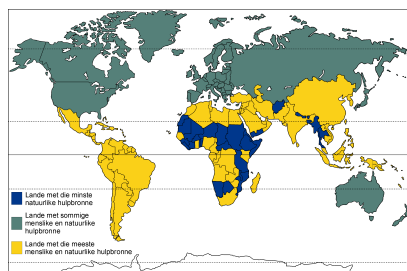 Lande met die minste
natuurlike hulpbronne
Lande met sommige
menslike en natuurlike
hulpbronne
Lande met die meeste
menslike en natuurlike hulpbronne